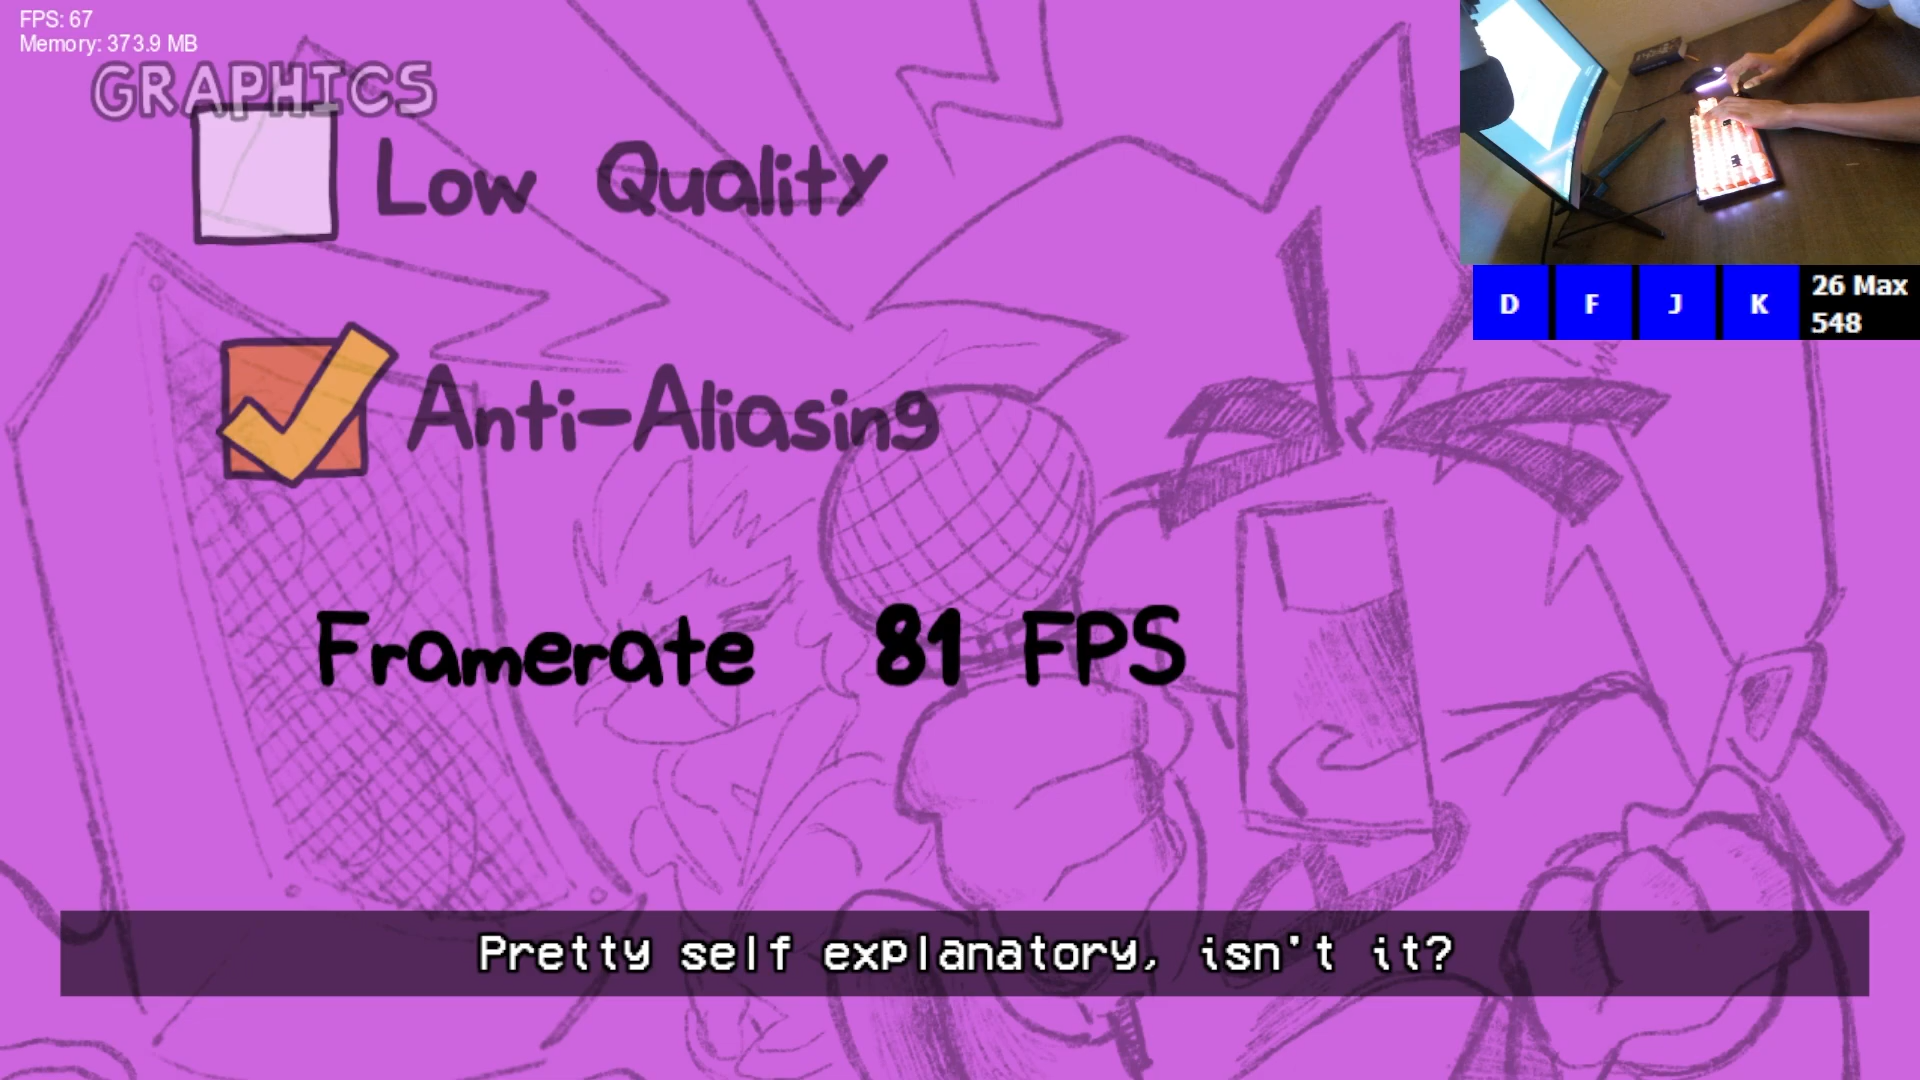 FPS: 67
Memory: 373.9 MB
GRAPHICS
Low Quality
Anti-Aliasing
Framerate 81 FPS
Pretty self explanatory, isn't it?
D F J K
26 Max
548